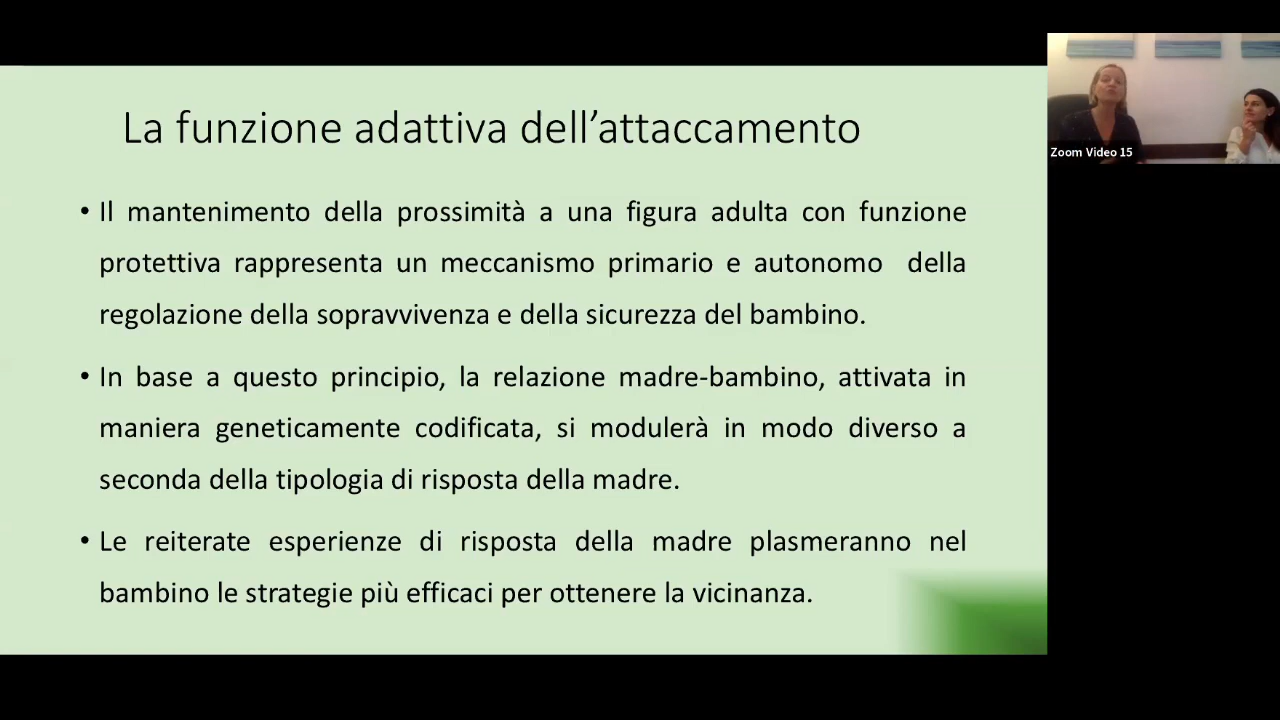 La funzione adattiva dell’attaccamento
• Il mantenimento della prossimità a una figura adulta con funzione
protettiva rappresenta un meccanismo primario e autonomo della
regolazione della sopravvivenza e della sicurezza del bambino.
• In base a questo principio, la relazione madre-bambino, attivata in
maniera geneticamente codificata, si modulerà in modo diverso a
seconda della tipologia di risposta della madre.
• Le reiterate esperienze di risposta della madre plasmeranno nel
bambino le strategie più efficaci per ottenere la vicinanza.
Zoom Video 15